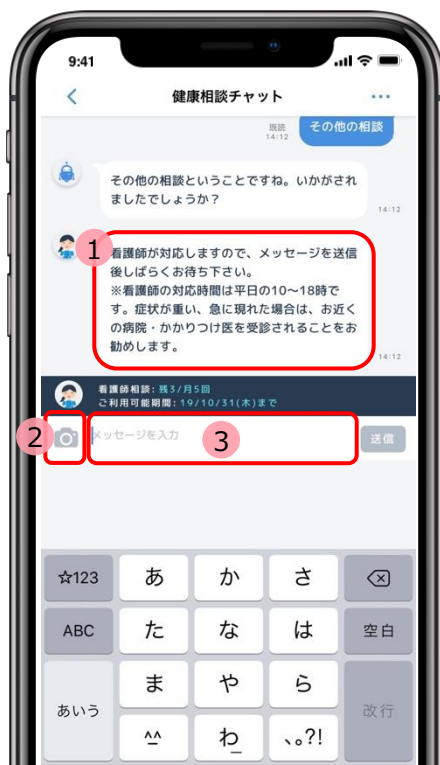 9:41
健康相談チャット
その他の相談
既読
14:12
その他の相談ということですね。いかがされ
ましたでしょうか？
14:12
1
看護師が対応しますので、メッセージを送信
後しばらくお待ち下さい。
※看護師の対応時間は平日の10〜18時で
す。症状が重い、急に現れた場合は、お近く
の病院・かかりつけ医を受診されることをお
勧めします。
14:12
看護師相談：残3/月5回
ご利用可能期間：19/10/31(木)まで
2
メッセージを入力
3
送信
☆123
あ
か
さ
ABC
た
な
は
空白
あいう
ま
や
ら
改行
^^
わ_
、。?!